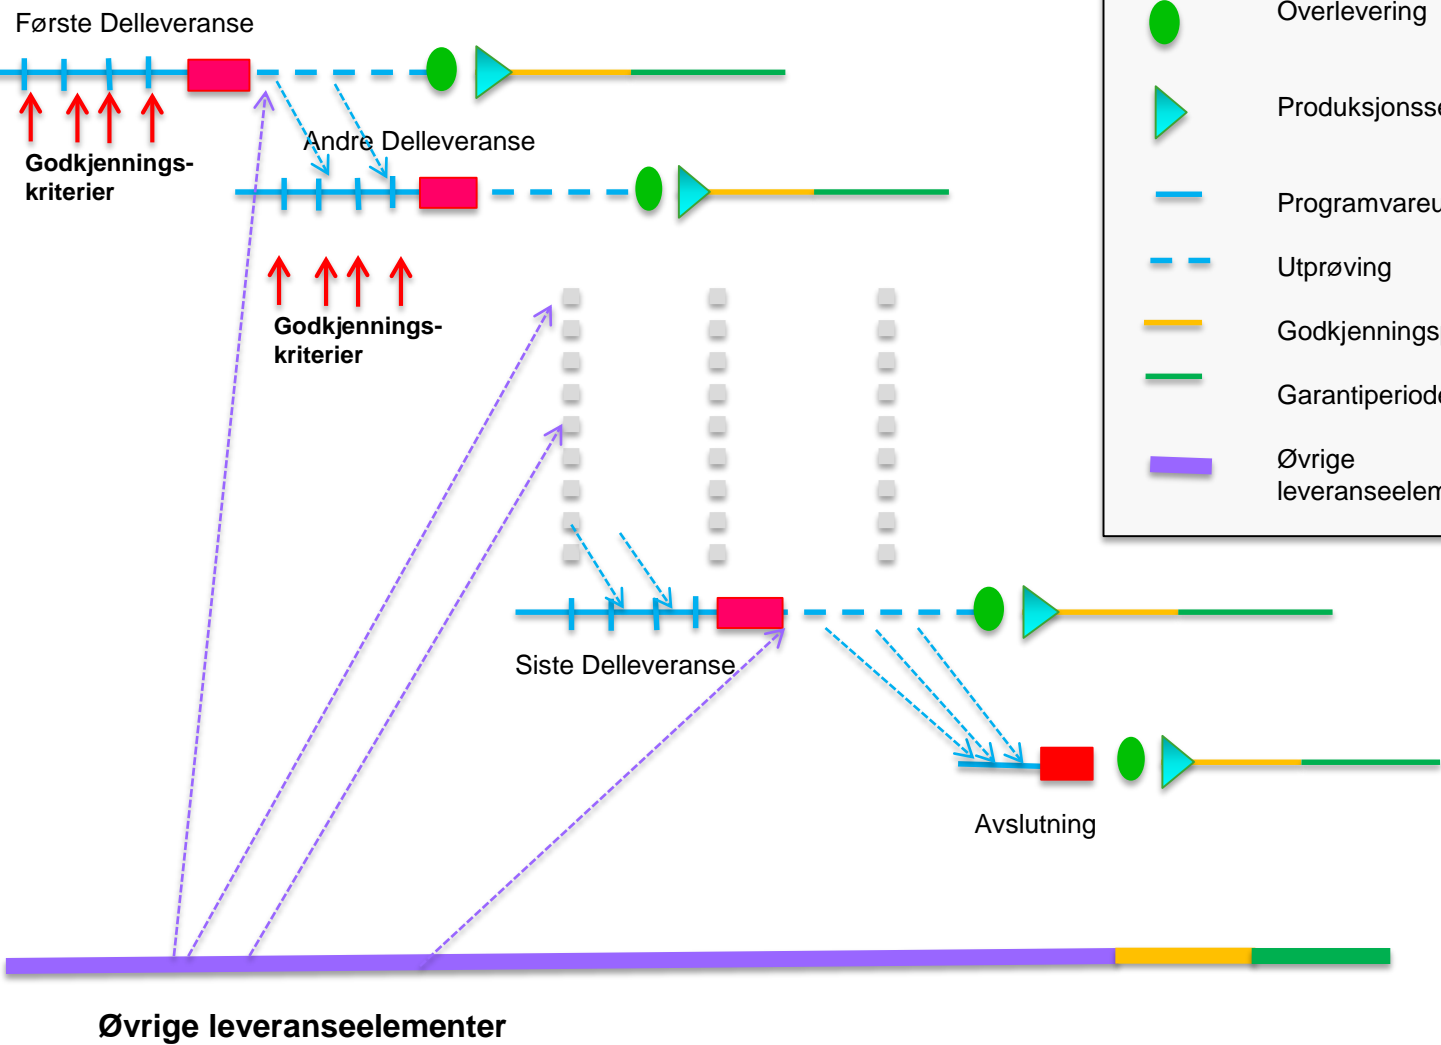 Første Delleveranse
Godkjennings-
kriterier
Andre Delleveranse
Godkjennings-
kriterier
Siste Delleveranse
Avslutning
Øvrige leveranseelementer
Overlevering
Produksjonsse
Programvareu
Utprøving
Godkjennings
Garantiperiode
Øvrige
leveranseelem